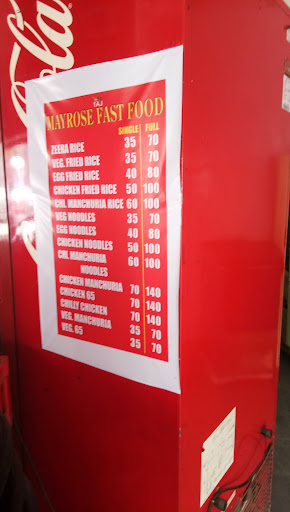 Coca-Cola
TAJ
MAYROSE FAST FOOD
SINGLE FULL
ZEERA RICE 35 70
VEG. FRIED RICE 35 70
EGG FRIED RICE 40 80
CHICKEN FRIED RICE 50 100
CHI. MANCHURIA RICE 60 100
VEG NOODLES 35 70
EGG NOODLES 40 80
CHICKEN NOODLES 50 100
CHI. MANCHURIA 60 100
NOODLES
CHICKEN MANCHURIA 70 140
CHICKEN 65 70 140
CHILLY CHICKEN 70 140
VEG. MANCHURIA 35 70
VEG. 65 35 70